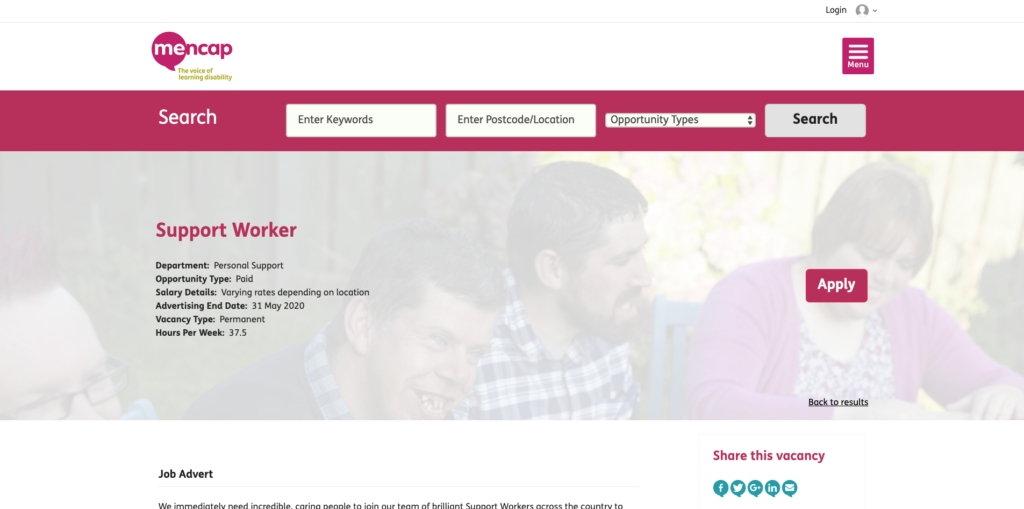 Login
mencap
The voice of
learning disability
Menu
Search
Enter Keywords
Enter Postcode/Location
Opportunity Types
Search
Support Worker
Department: Personal Support
Opportunity Type: Paid
Salary Details: Varying rates depending on location
Advertising End Date: 31 May 2020
Vacancy Type: Permanent
Hours Per Week: 37.5
Apply
Back to results
Job Advert
Share this vacancy
We immediately need incredible, caring people to join our team of brilliant Support Workers across the country to